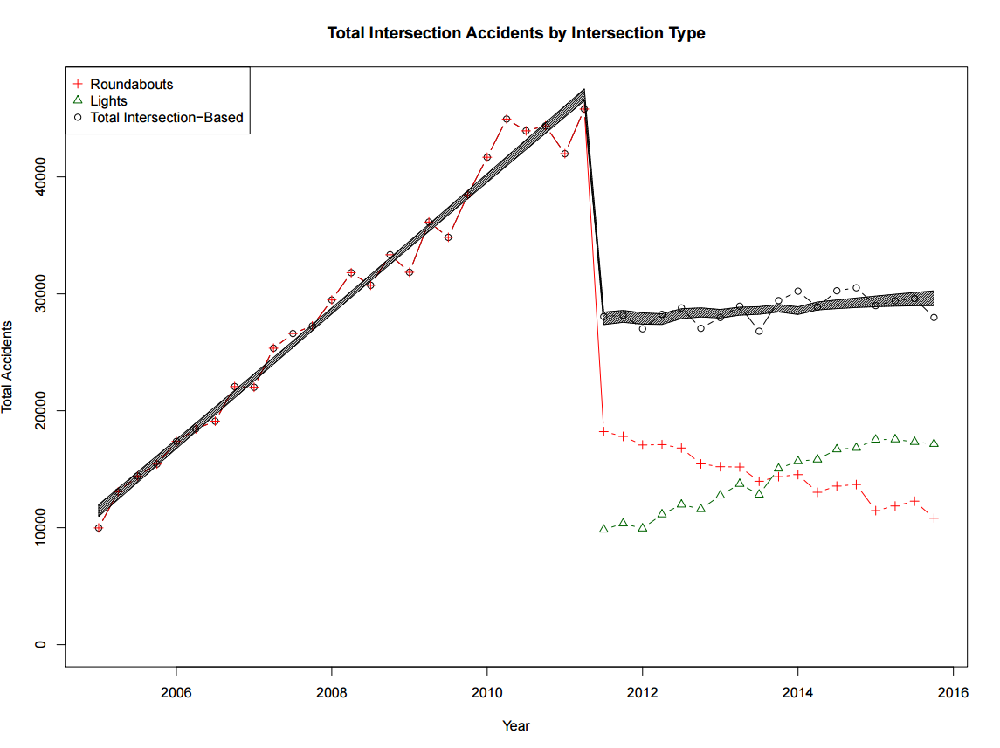 Total Intersection Accidents by Intersection Type
Roundabouts
Lights
Total Intersection−Based
Total Accidents
40000
30000
20000
10000
0
2006 2008 2010 2012 2014 2016
Year